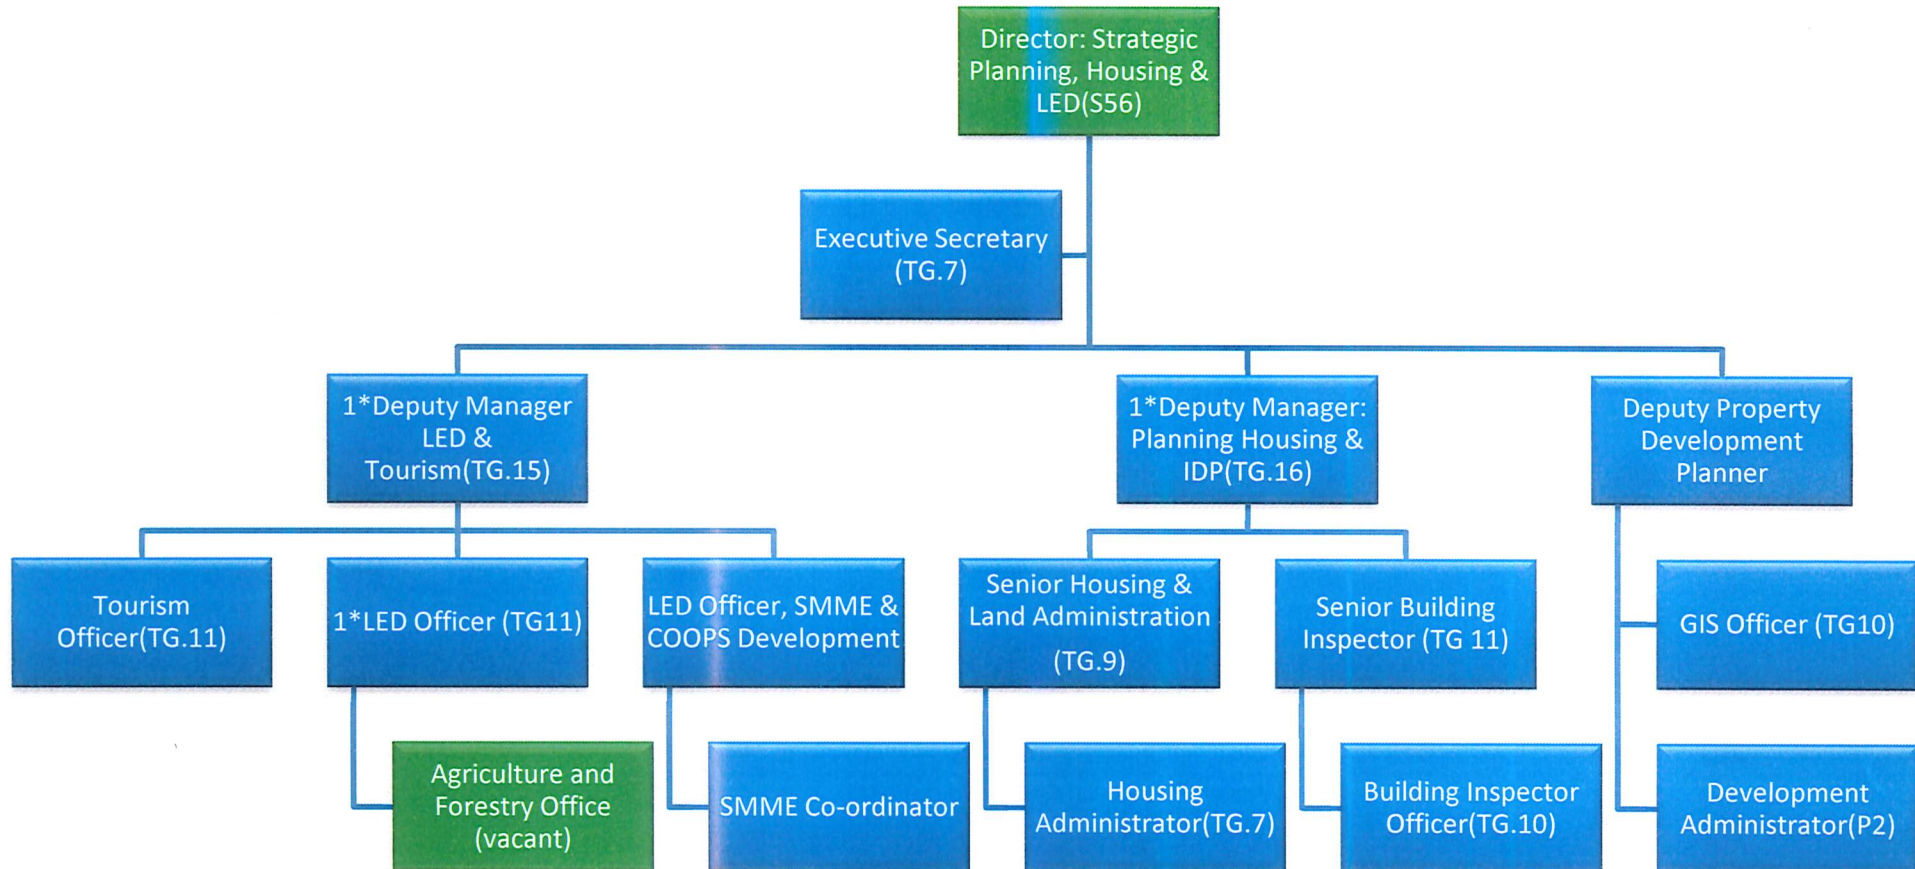 Director: Strategic
Planning, Housing &
LED(S56)
Executive Secretary
(TG.7)
1*Deputy Manager
LED &
Tourism(TG.15)
1*Deputy Manager:
Planning Housing &
IDP(TG.16)
Deputy Property
Development
Planner
Tourism
Officer(TG.11)
1*LED Officer (TG11)
LED Officer, SMME &
COOPS Development
Senior Housing &
Land Administration
(TG.9)
Senior Building
Inspector (TG 11)
GIS Officer (TG10)
Agriculture and
Forestry Office
(vacant)
SMME Co-ordinator
Housing
Administrator(TG.7)
Building Inspector
Officer(TG.10)
Development
Administrator(P2)